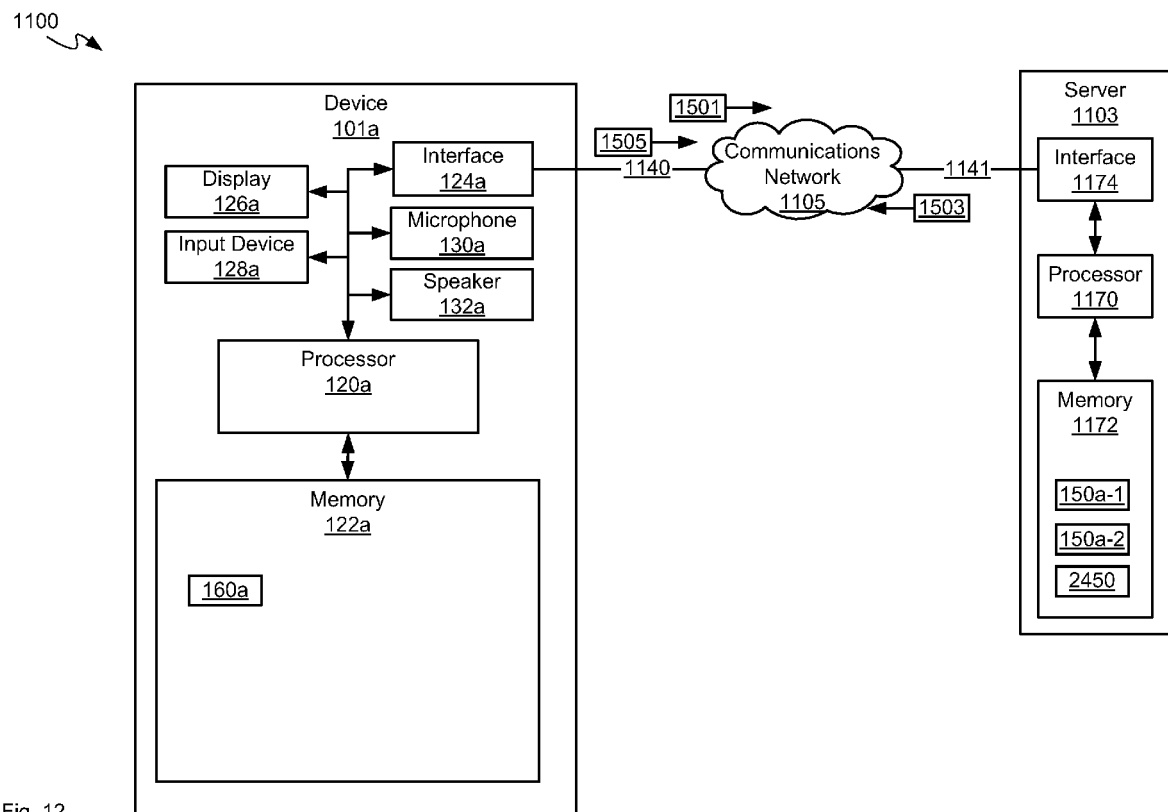 1100
Device
101a
Interface
124a
Display
126a
Microphone
130a
Input Device
128a
Speaker
132a
Processor
120a
Memory
122a
160a
1501
1505
1140
Communications
Network
1105
1141
1503
Server
1103
Interface
1174
Processor
1170
Memory
1172
150a-1
150a-2
2450
Fig. 12